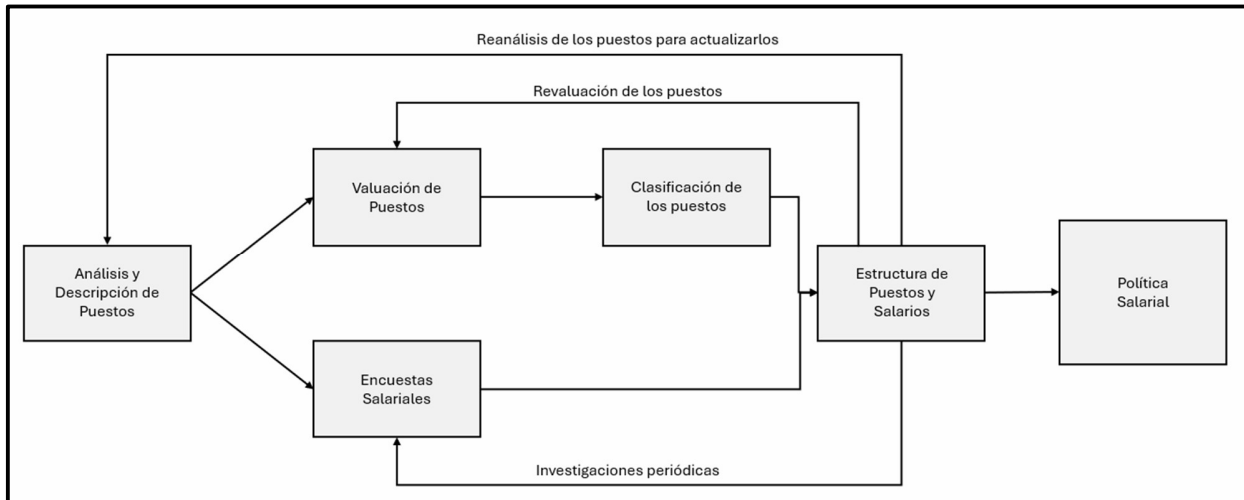 Reanálisis de los puestos para actualizarlos
Revaluación de los puestos
Valuación de
Puestos
Clasificación de
los puestos
Análisis y
Descripción de
Puestos
Estructura de
Puestos y
Salarios
Política
Salarial
Encuestas
Salariales
Investigaciones periódicas